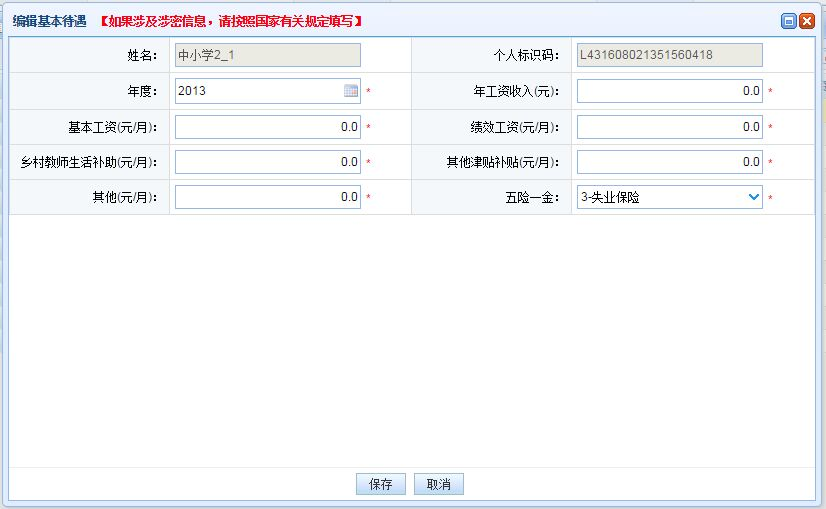 编辑基本待遇 【如果涉及涉密信息，请按照国家有关规定填写】
姓名： 中小学2_1 个人标识码： L431608021351560418
年度： 2013 * 年工资收入(元)： 0.0 *
基本工资(元/月)： 0.0 * 绩效工资(元/月)： 0.0 *
乡村教师生活补助(元/月)： 0.0 * 其他津贴补贴(元/月)： 0.0 *
其他(元/月)： 0.0 * 五险一金： 3-失业保险 *
保存 取消